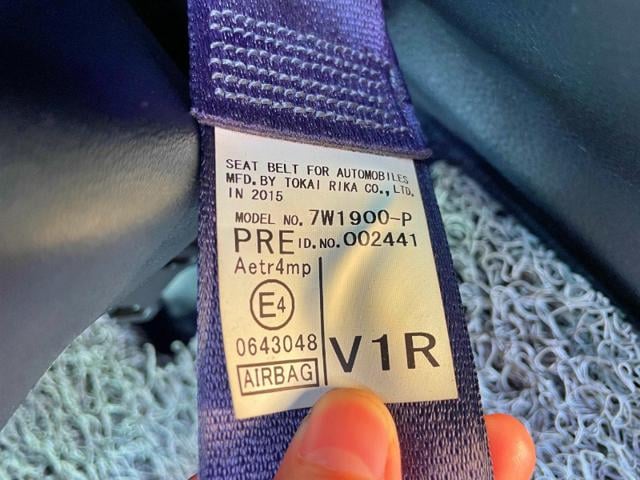 SEAT BELT FOR AUTOMOBILES
MFD. BY TOKAI RIKA CO., LTD.
IN 2015
MODEL NO. 7W1900-P
PRE ID. NO. 002441
Aetr4mp
E4
0643048
AIRBAG
V1R